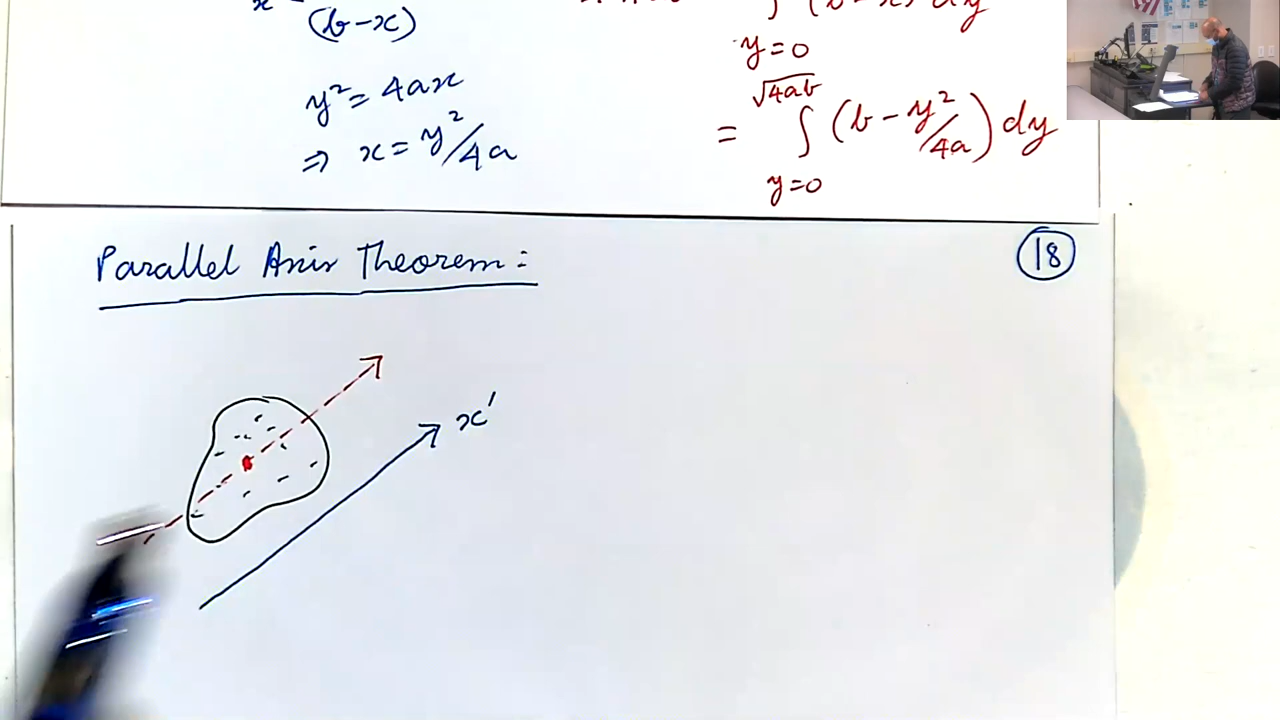 (b-x)
y² = 4ax
⇒ x = y²/4a
y=0
√4ab
= ∫ (b - y²/4a) dy
y=0
Parallel Axis Theorem:
18
x'